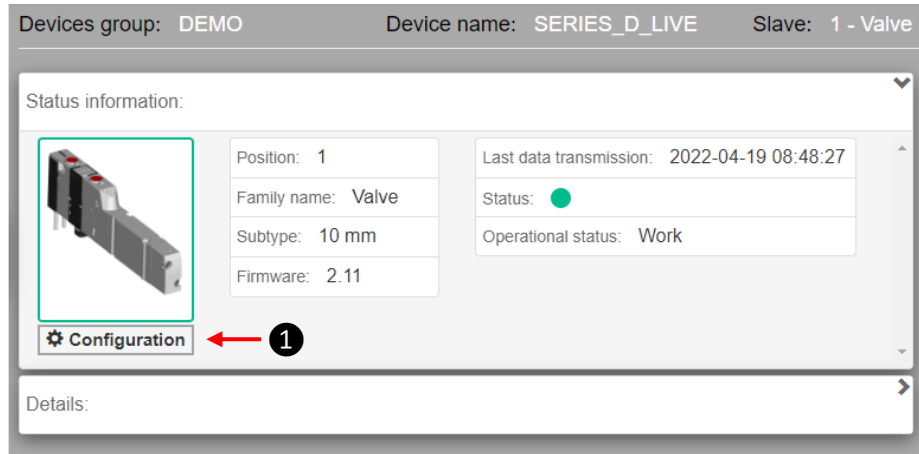 Devices group: DEMO Device name: SERIES_D_LIVE Slave: 1 - Valve
Status information:
Position: 1 Last data transmission: 2022-04-19 08:48:27
Family name: Valve Status:
Subtype: 10 mm Operational status: Work
Firmware: 2.11
Configuration 1
Details: